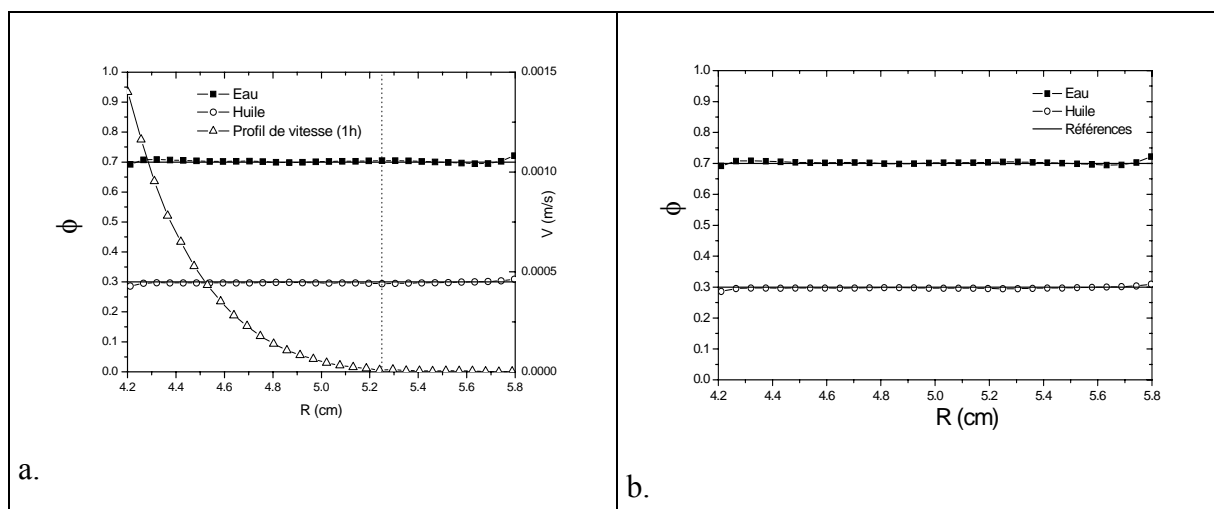 1.0
0.9
0.8
0.7
0.6
0.5
0.4
0.3
0.2
0.1
0.0
ϕ
Eau
Huile
Profil de vitesse (1h)
0.0015
0.0010
0.0005
0.0000
V (m/s)
4.2 4.4 4.6 4.8 5.0 5.2 5.4 5.6 5.8
R (cm)
a.
1.0
0.9
0.8
0.7
0.6
0.5
0.4
0.3
0.2
0.1
0.0
ϕ
Eau
Huile
Références
4.2 4.4 4.6 4.8 5.0 5.2 5.4 5.6 5.8
R (cm)
b.